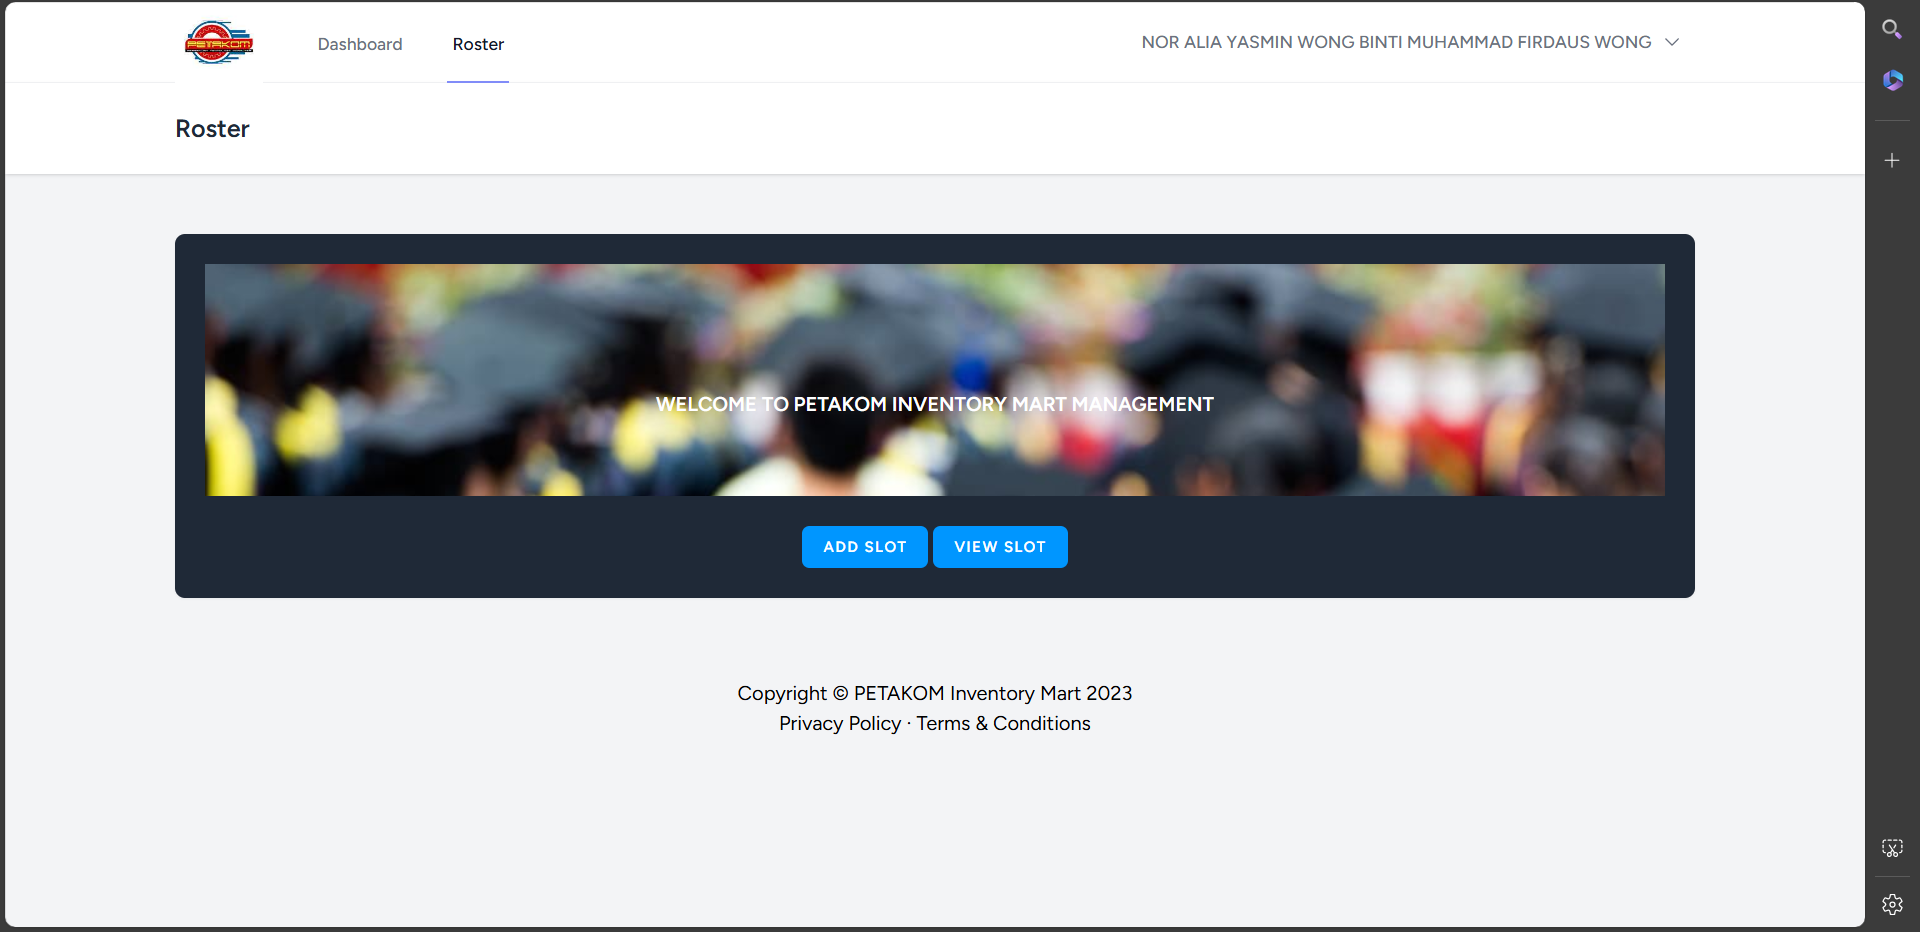 PETAKOM
Dashboard
Roster
NOR ALIA YASMIN WONG BINTI MUHAMMAD FIRDAUS WONG
Roster
WELCOME TO PETAKOM INVENTORY MART MANAGEMENT
ADD SLOT
VIEW SLOT
Copyright © PETAKOM Inventory Mart 2023
Privacy Policy · Terms & Conditions